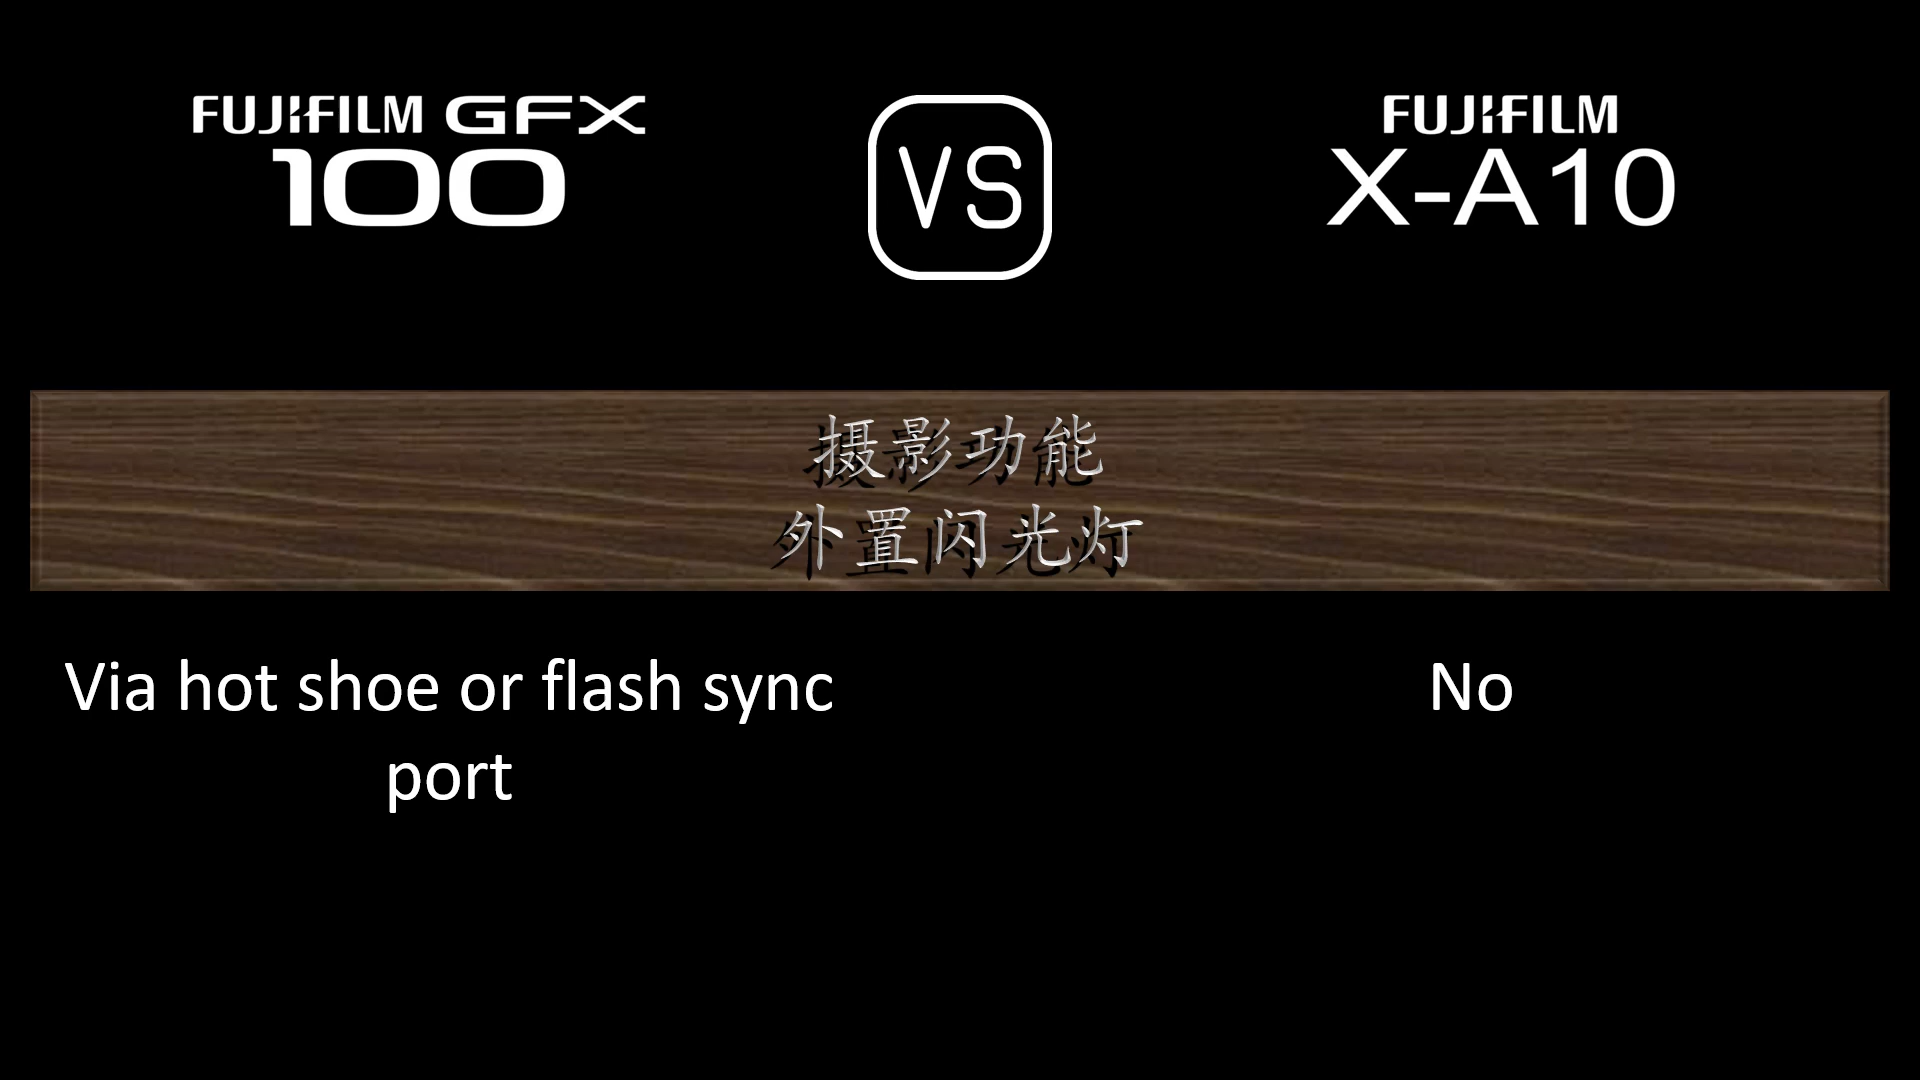 FUJIFILM GFX
100
VS
FUJIFILM
X-A10
摄影功能
外置闪光灯
Via hot shoe or flash sync
port
No